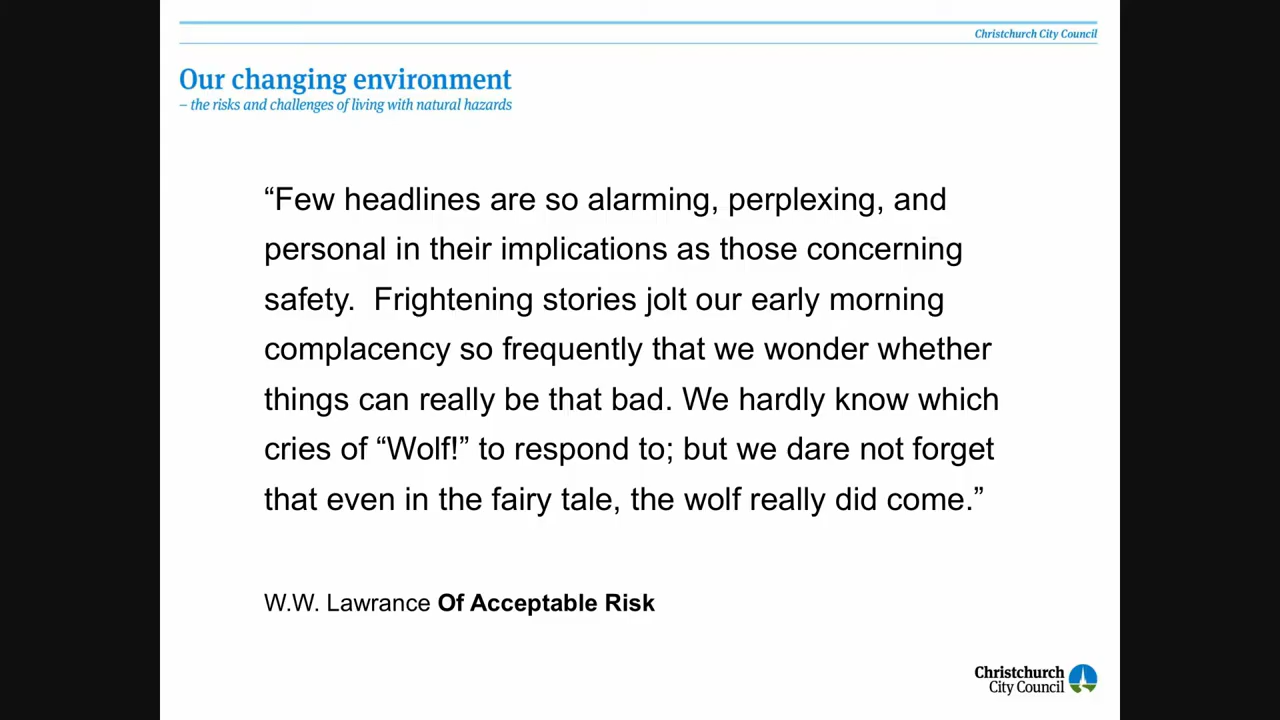 Christchurch City Council
Our changing environment
– the risks and challenges of living with natural hazards
“Few headlines are so alarming, perplexing, and
personal in their implications as those concerning
safety.  Frightening stories jolt our early morning
complacency so frequently that we wonder whether
things can really be that bad. We hardly know which
cries of “Wolf!” to respond to; but we dare not forget
that even in the fairy tale, the wolf really did come.”
W.W. Lawrance Of Acceptable Risk
Christchurch
City Council